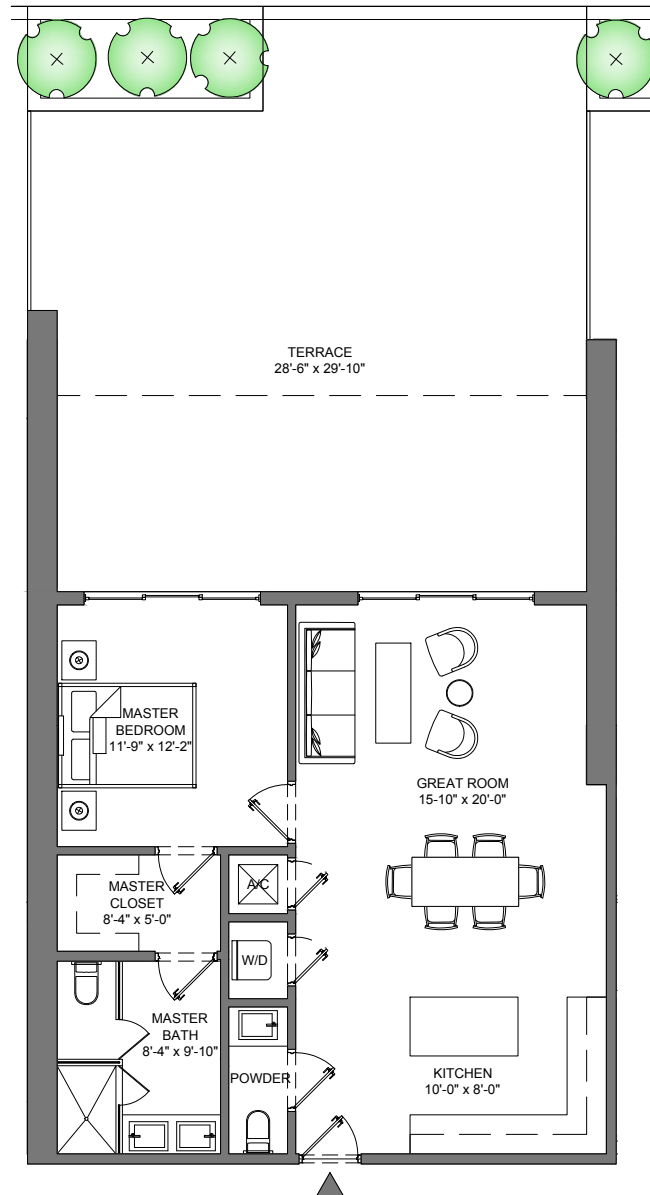 TERRACE
28'-6" x 29'-10"
MASTER
BEDROOM
11'-9" x 12'-2"
GREAT ROOM
15-10" x 20'-0"
MASTER
CLOSET
8'-4" x 5'-0"
A/C
W/D
MASTER
BATH
8'-4" x 9'-10"
POWDER
KITCHEN
10'-0" x 8'-0"